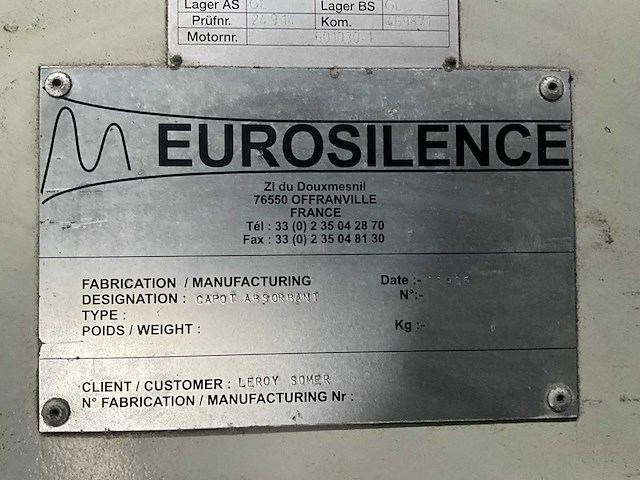 Lager AS GL Lager BS GL
Prüfnr. Kom.
Motornr.
EUROSILENCE
ZI du Douxmesnil
76550 OFFRANVILLE
FRANCE
Tél : 33 (0) 2 35 04 28 70
Fax : 33 (0) 2 35 04 81 30
FABRICATION / MANUFACTURING Date :-
DESIGNATION : CAPOT ABSORBANT N°:-
TYPE :
POIDS / WEIGHT : Kg :-
CLIENT / CUSTOMER : LEROY SOMER
N° FABRICATION / MANUFACTURING Nr :